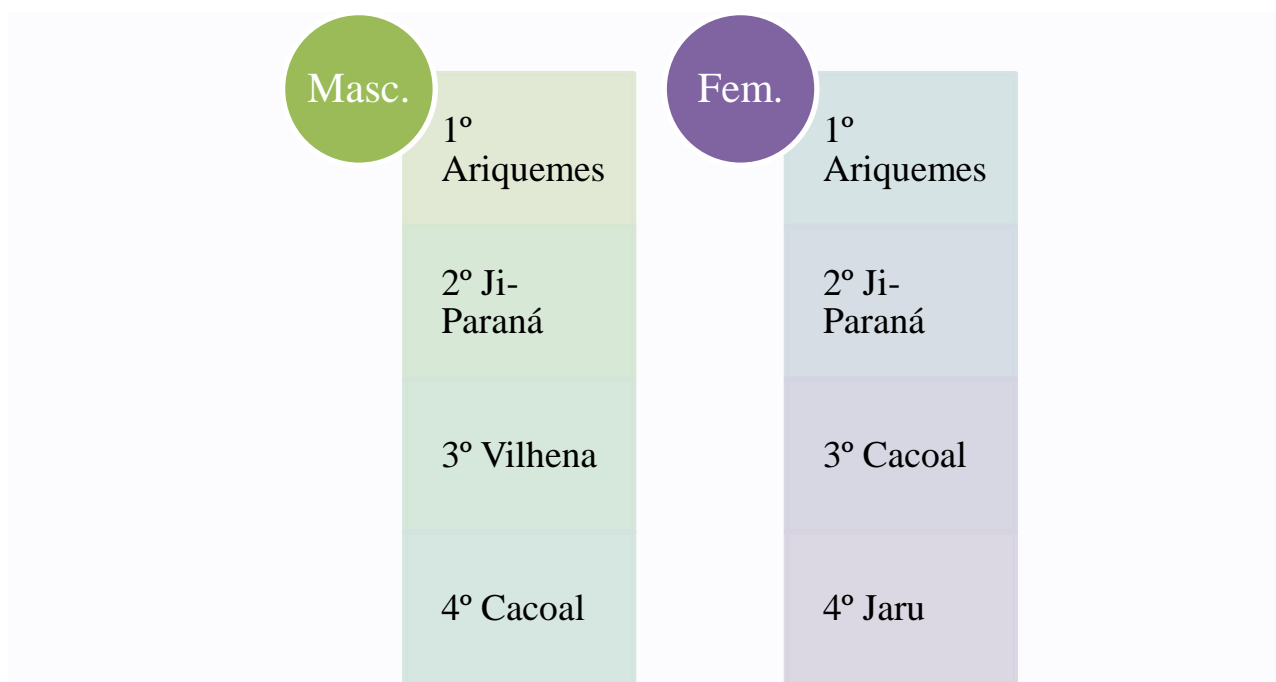 Masc.
1º
Ariquemes
2º Ji-
Paraná
3º Vilhena
4º Cacoal
Fem.
1º
Ariquemes
2º Ji-
Paraná
3º Cacoal
4º Jaru